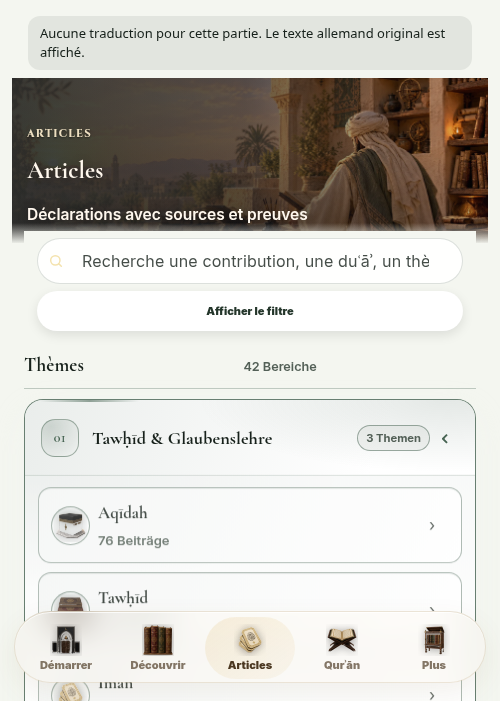 Aucune traduction pour cette partie. Le texte allemand original est
affiché.
ARTICLES
Articles
Déclarations avec sources et preuves
Recherche une contribution, une duʿāʾ, un thè
Afficher le filtre
Thèmes
42 Bereiche
01
Tawḥīd & Glaubenslehre
3 Themen
Aqīdah
76 Beiträge
Tawḥīd
Īmān
Démarrer
Découvrir
Articles
Qurʾān
Plus